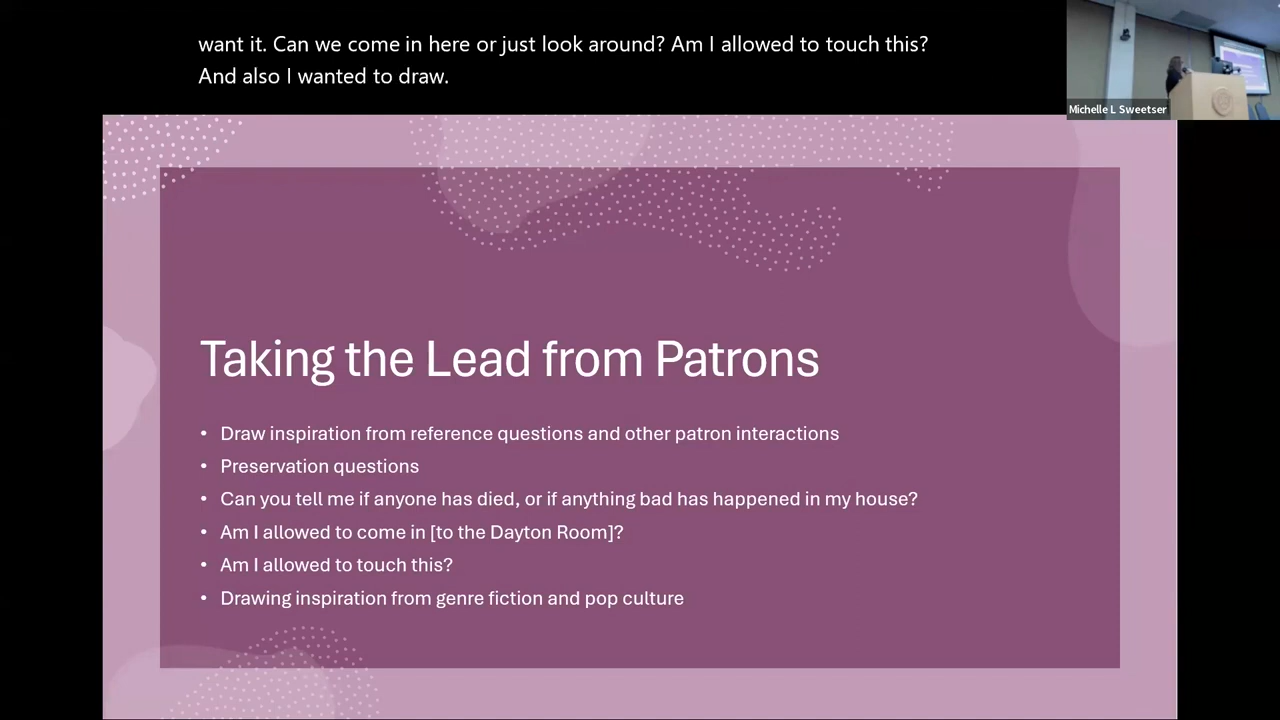 want it. Can we come in here or just look around? Am I allowed to touch this?
And also I wanted to draw.
Michelle L Sweetser
Taking the Lead from Patrons
• Draw inspiration from reference questions and other patron interactions
• Preservation questions
• Can you tell me if anyone has died, or if anything bad has happened in my house?
• Am I allowed to come in [to the Dayton Room]?
• Am I allowed to touch this?
• Drawing inspiration from genre fiction and pop culture